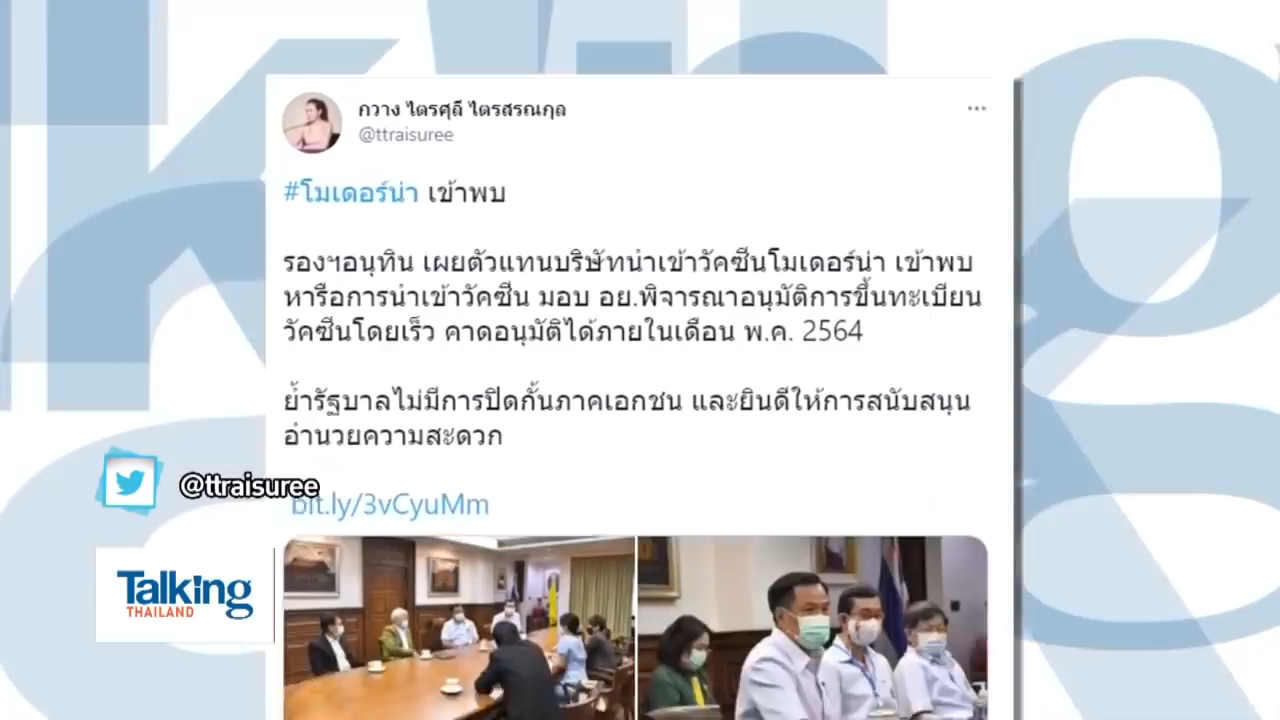 กวาง ไตรศุลี ไตรสรณกุล
@ttraisuree
#โมเดอร์น่า เข้าพบ
รองฯอนุทิน เผยตัวแทนบริษัทนำเข้าวัคซีนโมเดอร์น่า เข้าพบ
หารือการนำเข้าวัคซีน มอบ อย.พิจารณาอนุมัติการขึ้นทะเบียน
วัคซีนโดยเร็ว คาดอนุมัติได้ภายในเดือน พ.ค. 2564
ย้ำรัฐบาลไม่มีการปิดกั้นภาคเอกชน และยินดีให้การสนับสนุน
อำนวยความสะดวก
@ttraisuree
bit.ly/3vCyuMm
Talking
THAILAND